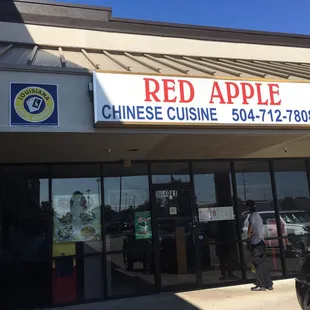 LOUISIANA
RED APPLE
CHINESE CUISINE 504-712-7808